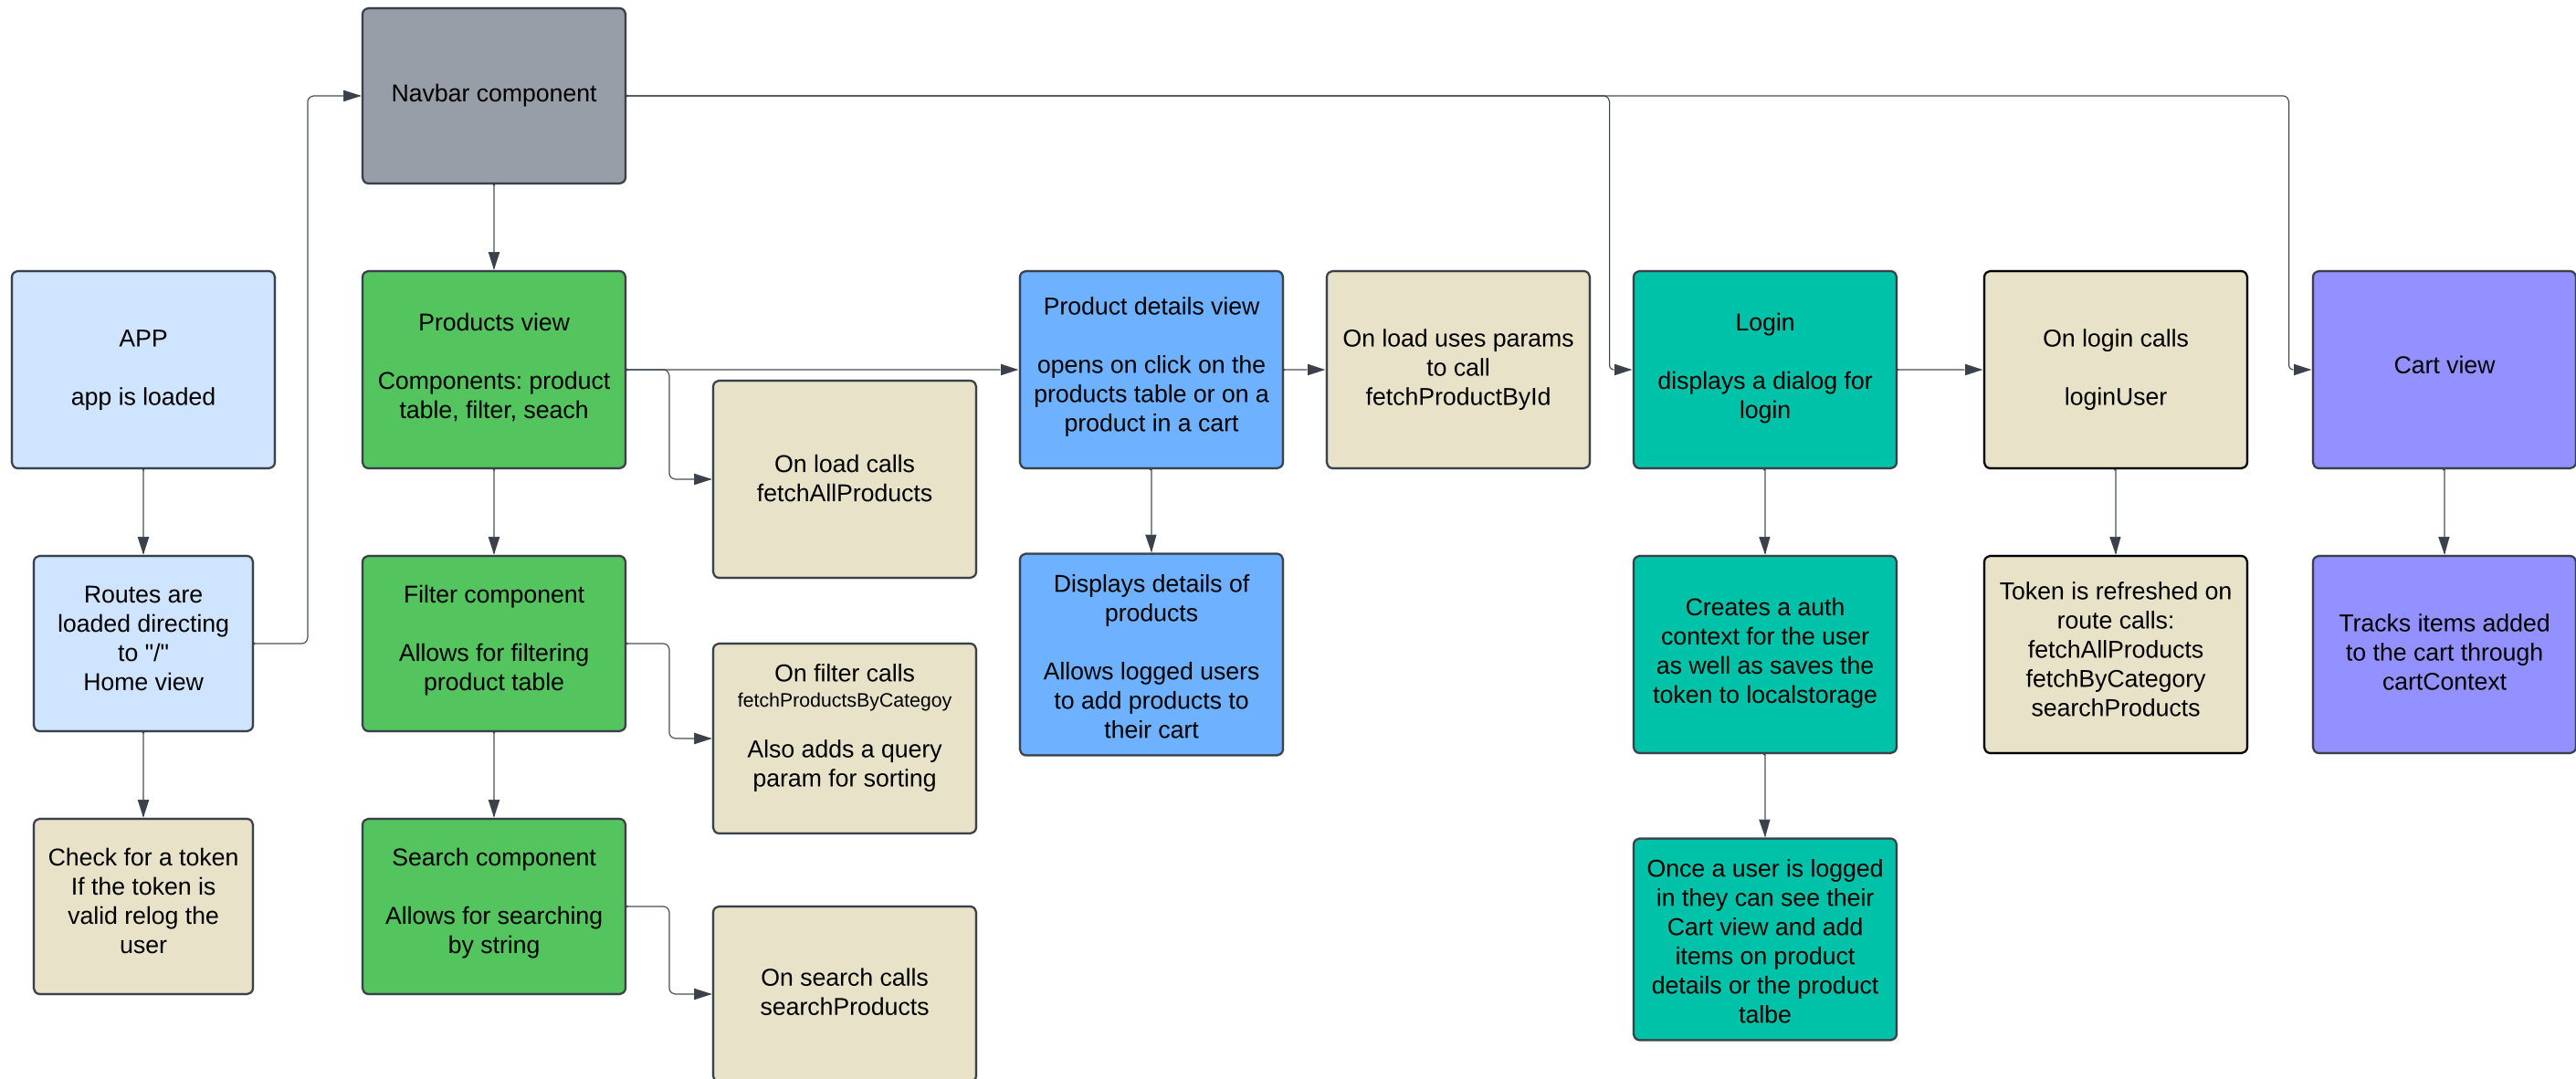 Navbar component
APP
app is loaded
Routes are
loaded directing
to "/"
Home view
Check for a token
If the token is
valid relog the
user
Products view
Components: product
table, filter, seach
On load calls
fetchAllProducts
Filter component
Allows for filtering
product table
On filter calls
fetchProductsByCategoy
Also adds a query
param for sorting
Search component
Allows for searching
by string
On search calls
searchProducts
Product details view
opens on click on the
products table or on a
product in a cart
On load uses params
to call
fetchProductById
Displays details of
products
Allows logged users
to add products to
their cart
Login
displays a dialog for
login
On login calls
loginUser
Creates a auth
context for the user
as well as saves the
token to localstorage
Token is refreshed on
route calls:
fetchAllProducts
fetchByCategory
searchProducts
Once a user is logged
in they can see their
Cart view and add
items on product
details or the product
talbe
Cart view
Tracks items added
to the cart through
cartContext